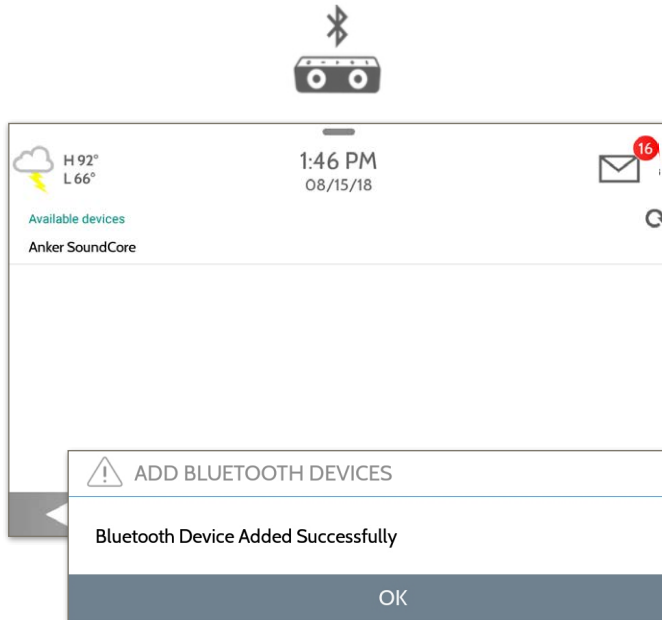 H 92°
L 66°
1:46 PM
08/15/18
16
Available devices
Anker SoundCore
ADD BLUETOOTH DEVICES
Bluetooth Device Added Successfully
OK